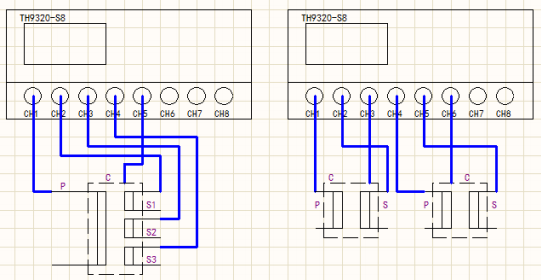 TH9320-S8 TH9320-S8
CH1 CH2 CH3 CH4 CH5 CH6 CH7 CH8 CH1 CH2 CH3 CH4 CH5 CH6 CH7 CH8
P C C C
P S P S
S1
S2
S3